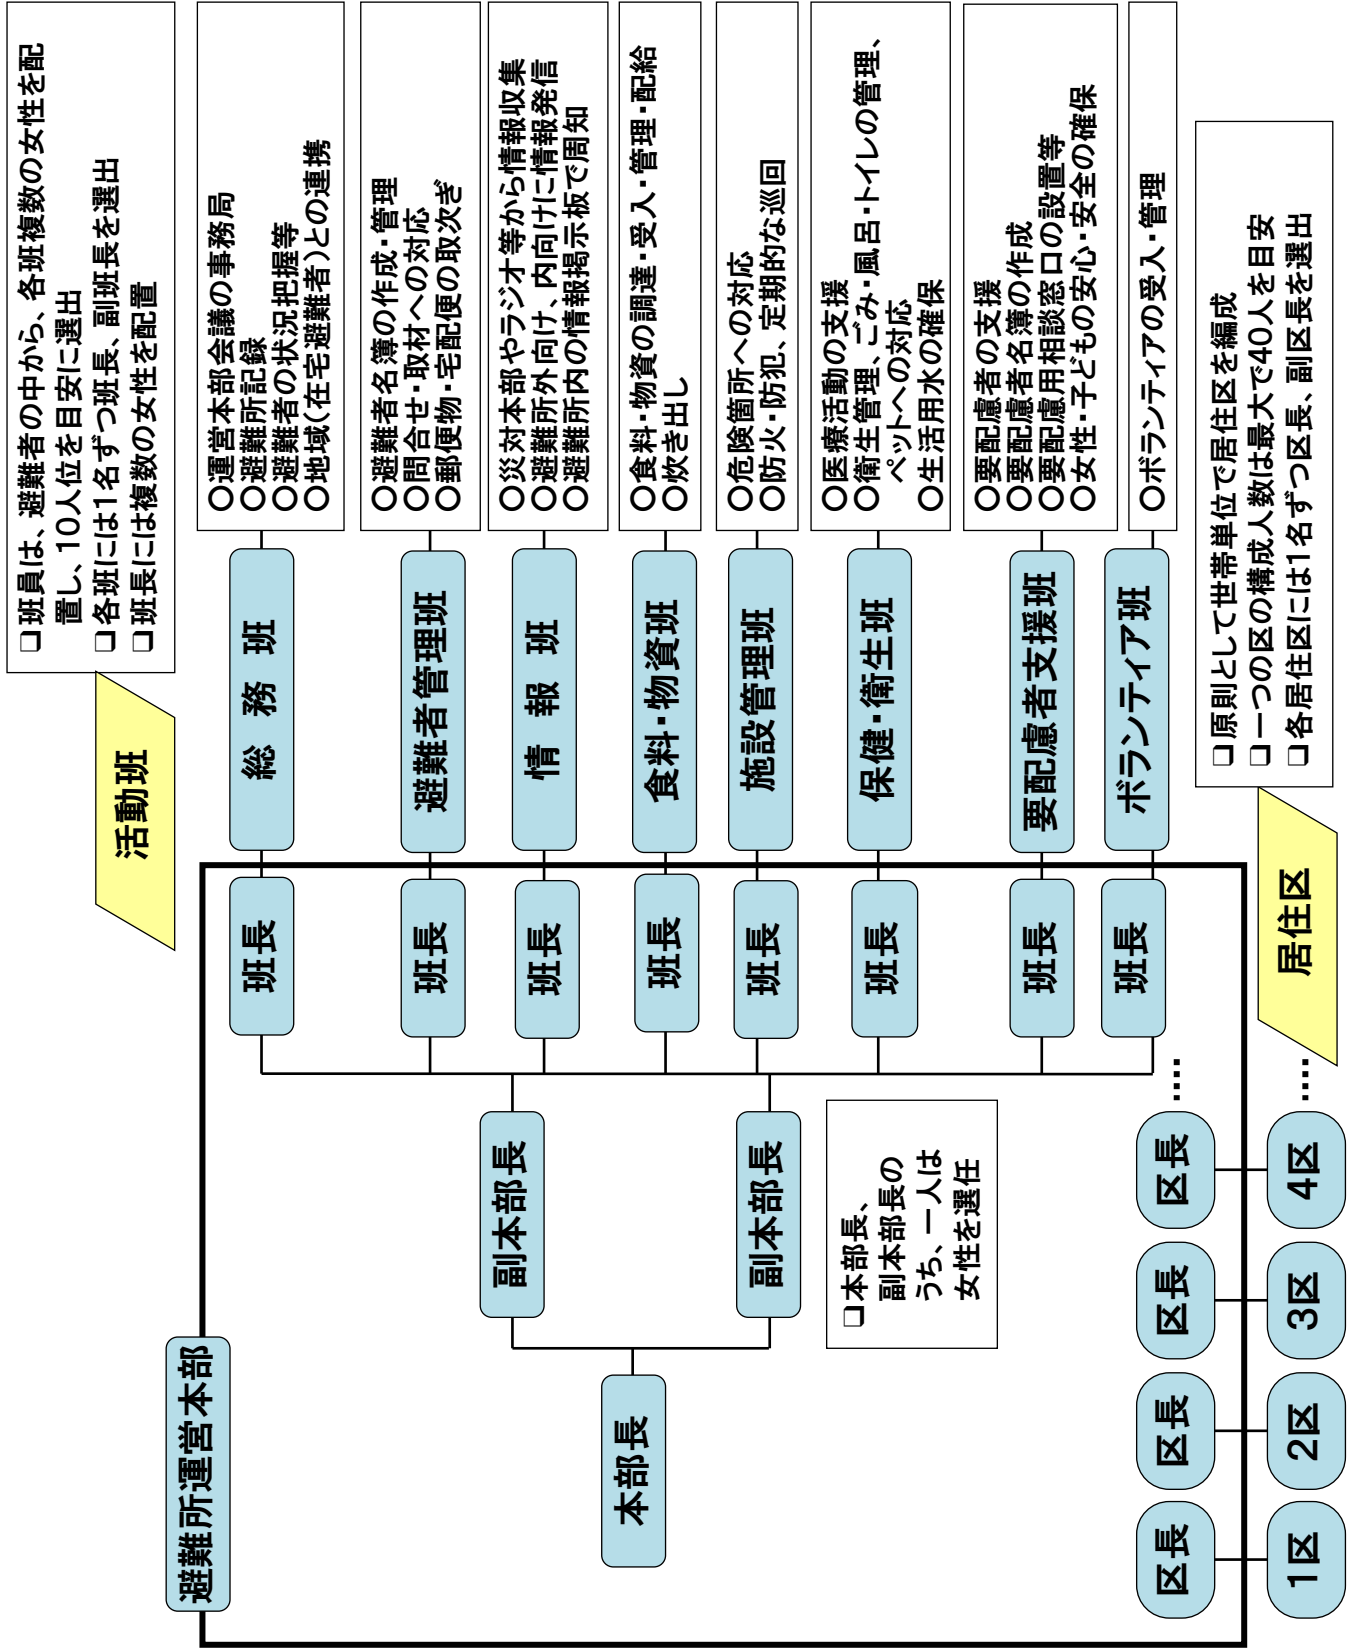 避難所運営本部
活動班
❑班員は、避難者の中から、各班複数の女性を配
置し、10人位を目安に選出
❑各班には1名ずつ班長、副班長を選出
❑班長には複数の女性を配置
本部長
副本部長
副本部長
❑本部長、
副本部長の
うち、一人は
女性を選任
班長
総務班
○運営本部会議の事務局
○避難所記録
○避難者の状況把握等
○地域(在宅避難者)との連携
班長
避難者管理班
○避難者名簿の作成・管理
○問合せ・取材への対応
○郵便物・宅配便の取次ぎ
班長
情報班
○災対本部やラジオ等から情報収集
○避難所外向け、内向けに情報発信
○避難所内の情報掲示板で周知
班長
食料・物資班
○食料・物資の調達・受入・管理・配給
○炊き出し
班長
施設管理班
○危険箇所への対応
○防火・防犯、定期的な巡回
班長
保健・衛生班
○医療活動の支援
○衛生管理、ごみ・風呂・トイレの管理、
ペットへの対応
○生活用水の確保
班長
要配慮者支援班
○要配慮者の支援
○要配慮者名簿の作成
○要配慮用相談窓口の設置等
○女性・子どもの安心・安全の確保
班長
ボランティア班
○ボランティアの受入・管理
区長
区長
区長
区長
‥‥
1区
2区
3区
4区
‥‥
居住区
❑原則として世帯単位で居住区を編成
❑一つの区の構成人数は最大で40人を目安
❑各居住区には1名ずつ区長、副区長を選出